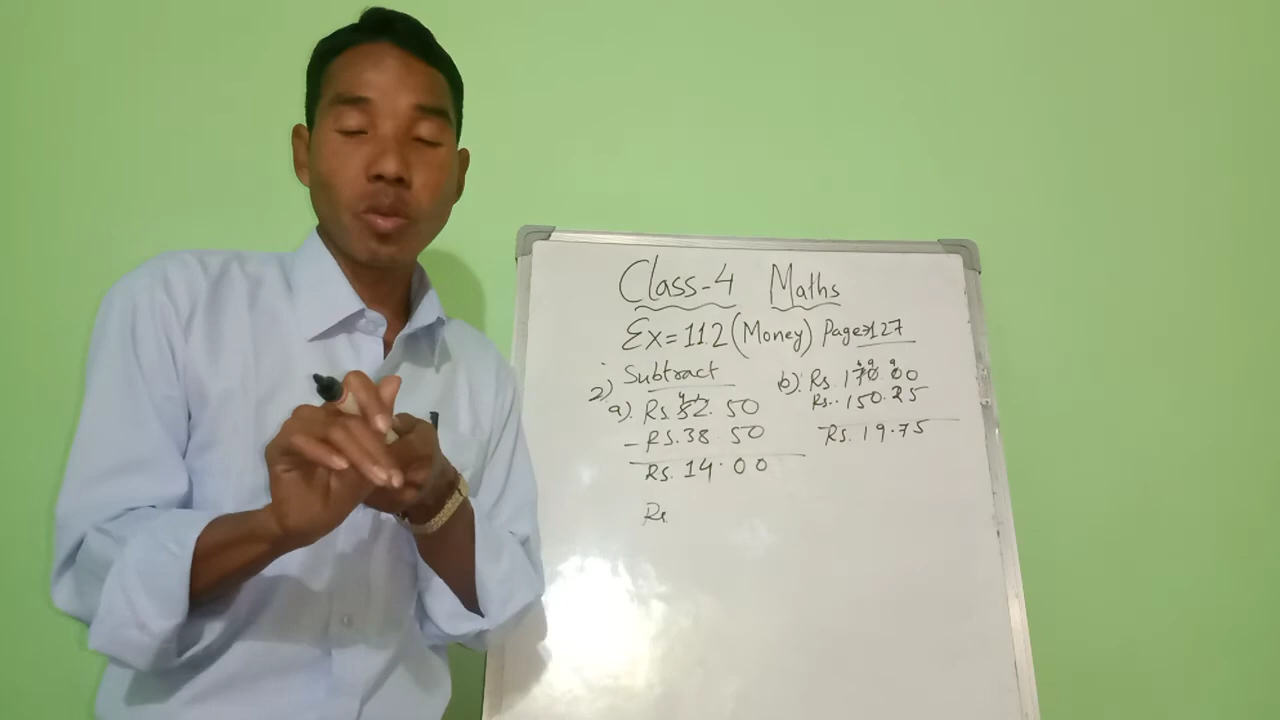 Class-4 Maths
Ex=11.2 (Money) Page→127
2) Subtract
a). Rs. 52.50
- Rs. 38.50
Rs. 14.00
Rs.
b). Rs. 170.00
Rs. 150.25
Rs. 19.75